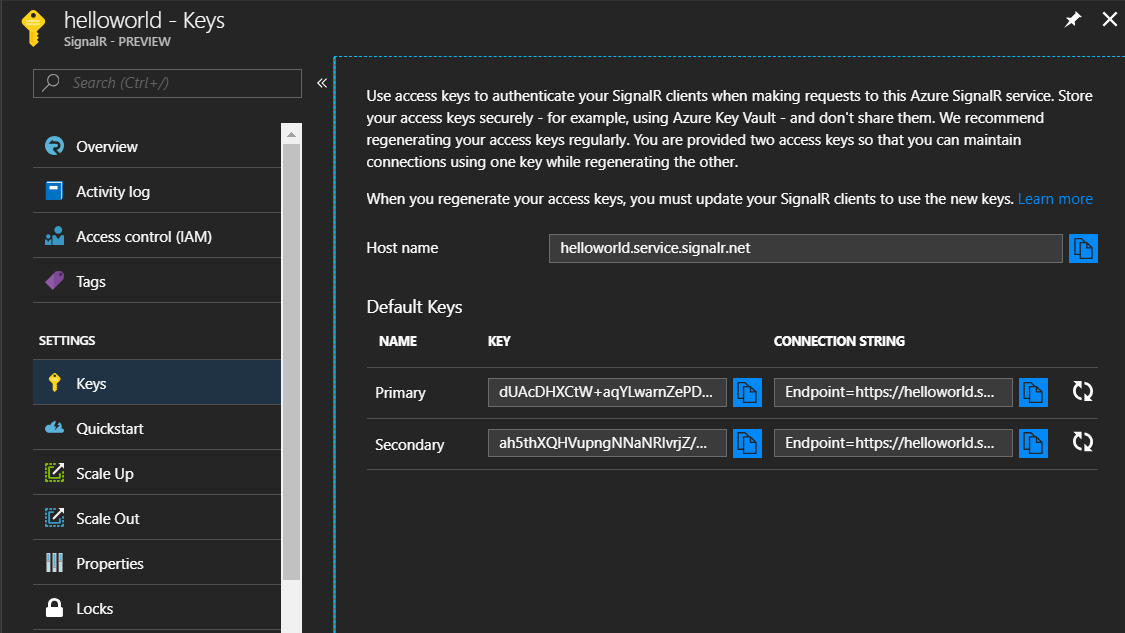 helloworld - Keys
SignalR - PREVIEW
Search (Ctrl+/)
Overview
Activity log
Access control (IAM)
Tags
SETTINGS
Keys
Quickstart
Scale Up
Scale Out
Properties
Locks
Use access keys to authenticate your SignalR clients when making requests to this Azure SignalR service. Store
your access keys securely - for example, using Azure Key Vault - and don't share them. We recommend
regenerating your access keys regularly. You are provided two access keys so that you can maintain
connections using one key while regenerating the other.
When you regenerate your access keys, you must update your SignalR clients to use the new keys. Learn more
Host name helloworld.service.signalr.net
Default Keys
NAME KEY CONNECTION STRING
Primary dUAcDHXCtW+aqYLwarnZePD... Endpoint=https://helloworld.s...
Secondary ah5thXQHVupngNNaNRlvrjZ/... Endpoint=https://helloworld.s...